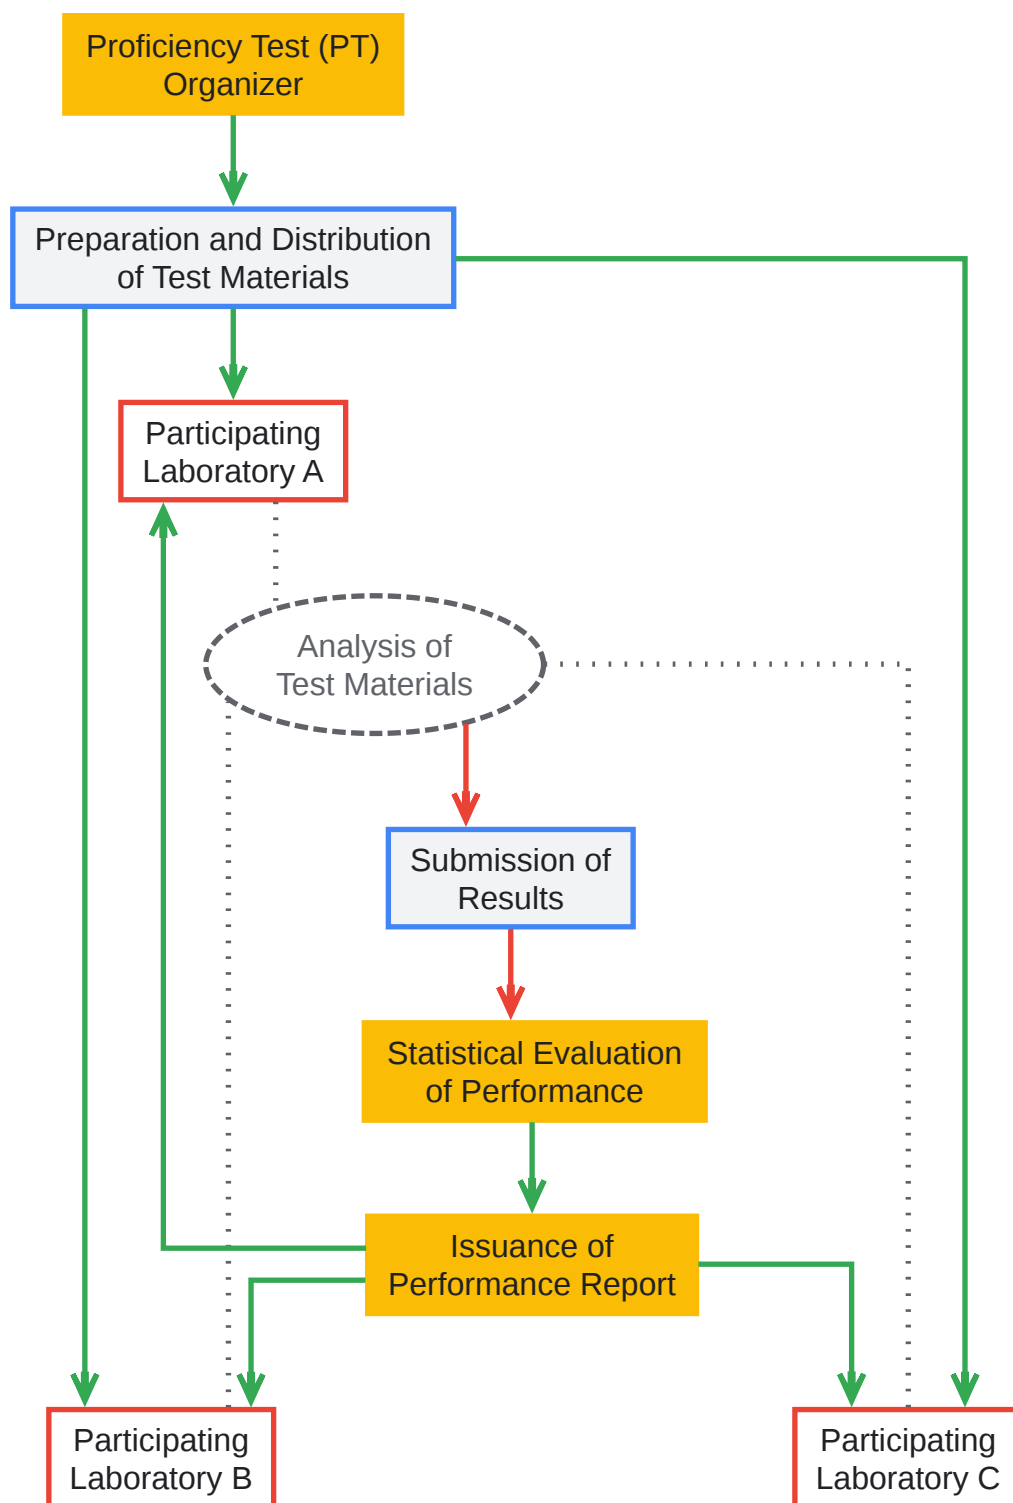 Proficiency Test (PT)
Organizer
Preparation and Distribution
of Test Materials
Participating
Laboratory A
Analysis of
Test Materials
Submission of
Results
Statistical Evaluation
of Performance
Issuance of
Performance Report
Participating
Laboratory B
Participating
Laboratory C